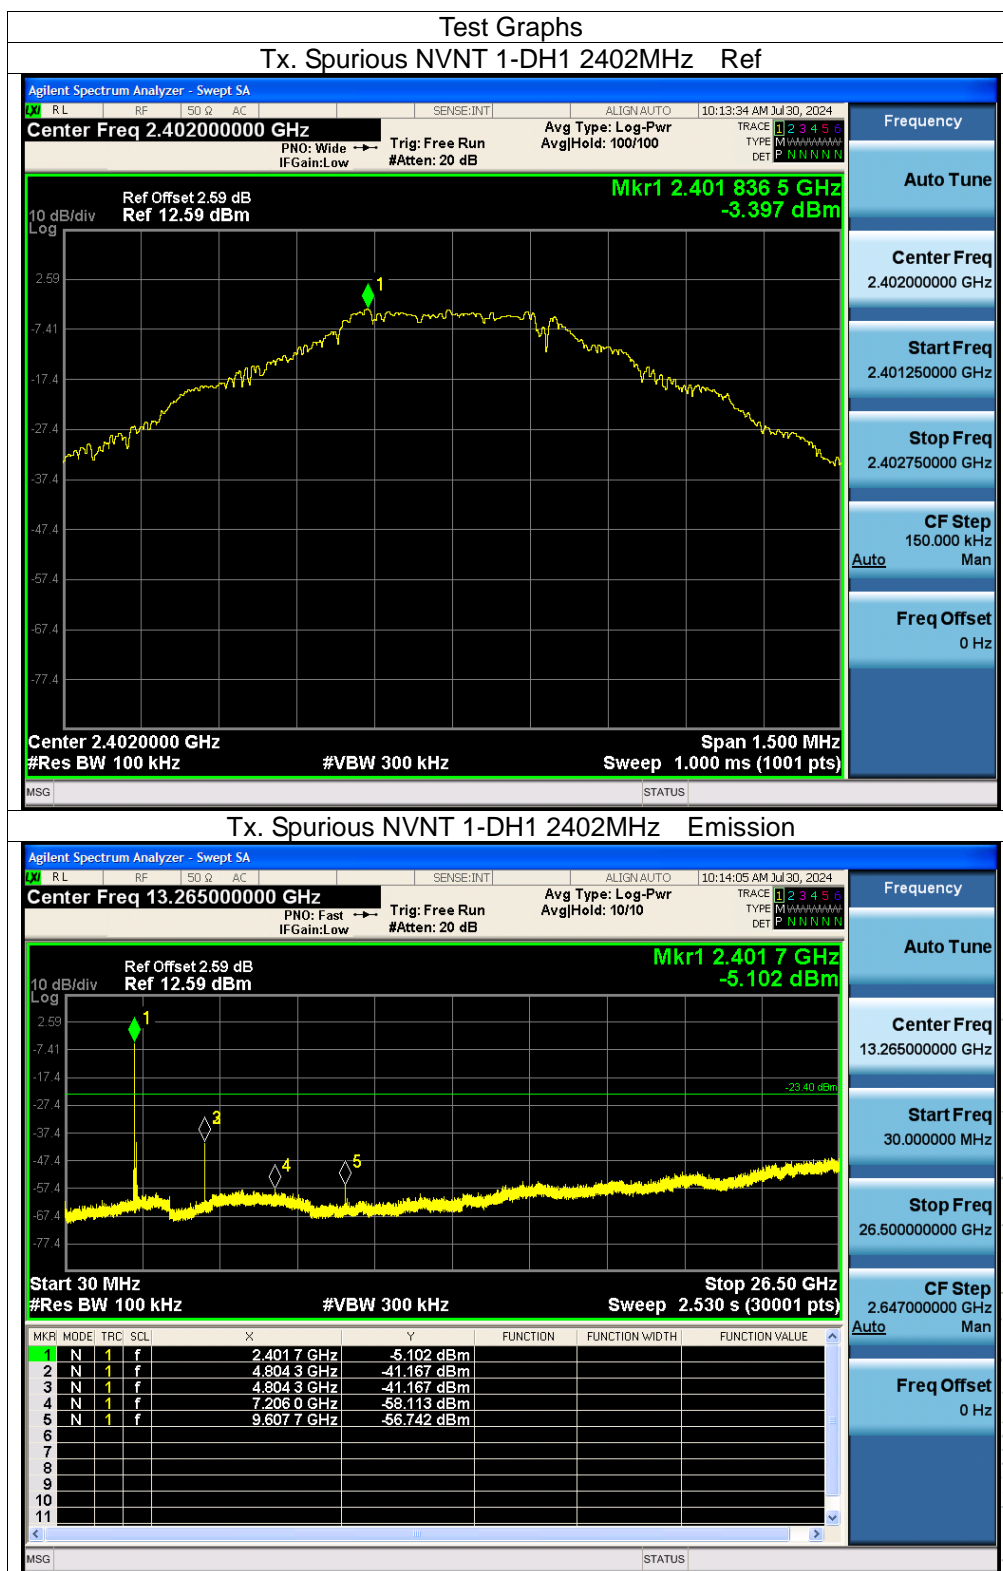 Test Graphs
Tx. Spurious NVNT 1-DH1 2402MHz Ref
Agilent Spectrum Analyzer - Swept SA
LXI RL RF 50 Ω AC SENSE:INT ALIGN AUTO 10:13:34 AM Jul 30, 2024
Center Freq 2.402000000 GHz
PNO: Wide
IFGain:Low
Trig: Free Run
#Atten: 20 dB
Avg Type: Log-Pwr
Avg|Hold: 100/100
TRACE 1 2 3 4 5 6
TYPE M
DET P N N N N N
Frequency
Ref Offset 2.59 dB
10 dB/div Ref 12.59 dBm
Log
Mkr1 2.401 836 5 GHz
-3.397 dBm
1
2.59
-7.41
-17.4
-27.4
-37.4
-47.4
-57.4
-67.4
-77.4
Center 2.4020000 GHz Span 1.500 MHz
#Res BW 100 kHz #VBW 300 kHz Sweep 1.000 ms (1001 pts)
Auto Tune
Center Freq
2.402000000 GHz
Start Freq
2.401250000 GHz
Stop Freq
2.402750000 GHz
CF Step
150.000 kHz
Auto Man
Freq Offset
0 Hz
MSG STATUS
Tx. Spurious NVNT 1-DH1 2402MHz Emission
Agilent Spectrum Analyzer - Swept SA
LXI RL RF 50 Ω AC SENSE:INT ALIGN AUTO 10:14:05 AM Jul 30, 2024
Center Freq 13.265000000 GHz
PNO: Fast
IFGain:Low
Trig: Free Run
#Atten: 20 dB
Avg Type: Log-Pwr
Avg|Hold: 10/10
TRACE 1 2 3 4 5 6
TYPE M
DET P N N N N N
Frequency
Ref Offset 2.59 dB
10 dB/div Ref 12.59 dBm
Log
Mkr1 2.401 7 GHz
-5.102 dBm
1
2.59
-7.41
-17.4
-23.40 dBm
-27.4
3
-37.4
-47.4
4
5
-57.4
-67.4
-77.4
Start 30 MHz Stop 26.50 GHz
#Res BW 100 kHz #VBW 300 kHz Sweep 2.530 s (30001 pts)
MKR MODE TRC SCL X Y FUNCTION FUNCTION WIDTH FUNCTION VALUE
1 N 1 f 2.401 7 GHz -5.102 dBm
2 N 1 f 4.804 3 GHz -41.167 dBm
3 N 1 f 4.804 3 GHz -41.167 dBm
4 N 1 f 7.206 0 GHz -58.113 dBm
5 N 1 f 9.607 7 GHz -56.742 dBm
6
7
8
9
10
11
Auto Tune
Center Freq
13.265000000 GHz
Start Freq
30.000000 MHz
Stop Freq
26.500000000 GHz
CF Step
2.647000000 GHz
Auto Man
Freq Offset
0 Hz
MSG STATUS